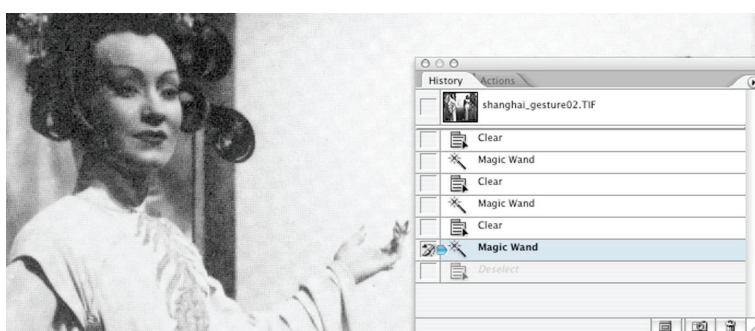 History Actions
shanghai_gesture02.TIF
Clear
Magic Wand
Clear
Magic Wand
Clear
Magic Wand
Deselect